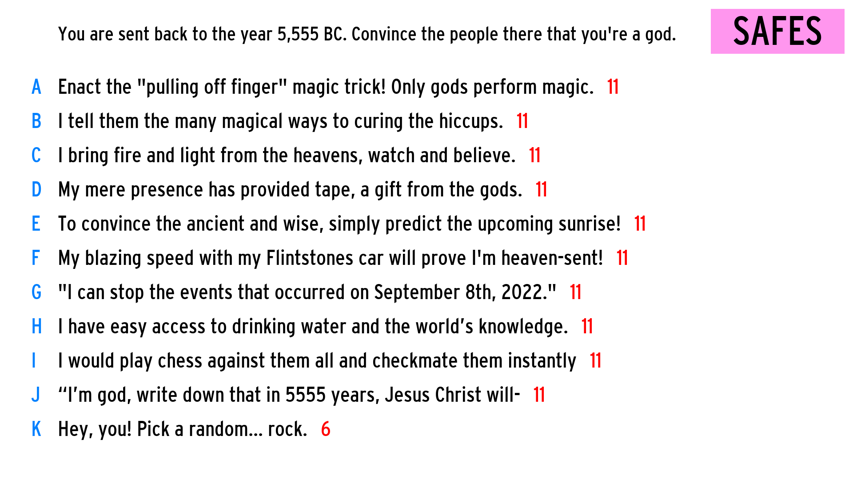 You are sent back to the year 5,555 BC. Convince the people there that you're a god. SAFES
A Enact the "pulling off finger" magic trick! Only gods perform magic. 11
B I tell them the many magical ways to curing the hiccups. 11
C I bring fire and light from the heavens, watch and believe. 11
D My mere presence has provided tape, a gift from the gods. 11
E To convince the ancient and wise, simply predict the upcoming sunrise! 11
F My blazing speed with my Flintstones car will prove I'm heaven-sent! 11
G "I can stop the events that occurred on September 8th, 2022." 11
H I have easy access to drinking water and the world’s knowledge. 11
I I would play chess against them all and checkmate them instantly 11
J “I’m god, write down that in 5555 years, Jesus Christ will- 11
K Hey, you! Pick a random... rock. 6